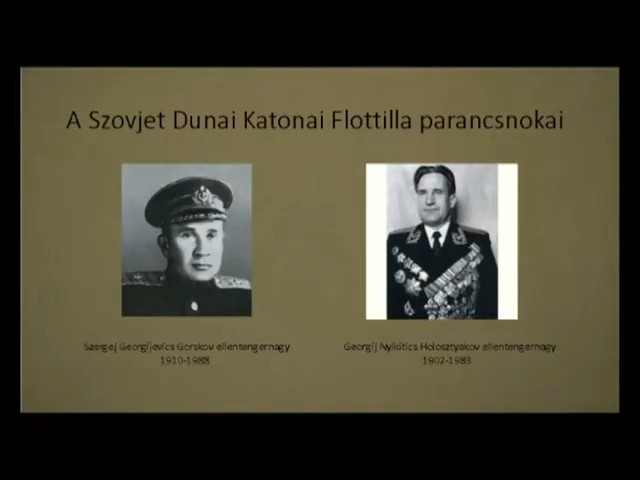 A Szovjet Dunai Katonai Flottilla parancsnokai
Szergej Georgijevics Gorskov ellentengernagy
1910-1988
Georgij Nyikitics Holosztyakov ellentengernagy
1902-1983